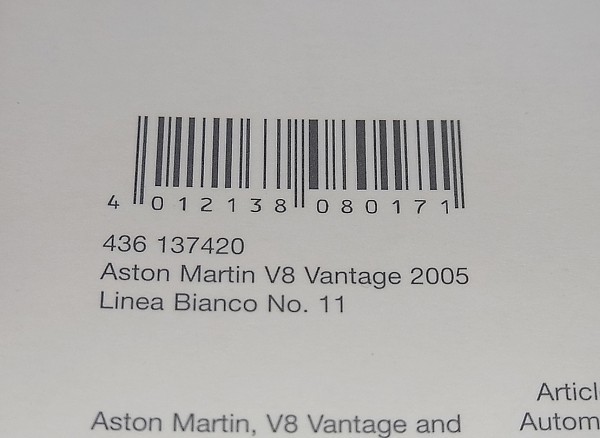 4 012138 080171
436 137420
Aston Martin V8 Vantage 2005
Linea Bianco No. 11
Aston Martin, V8 Vantage and